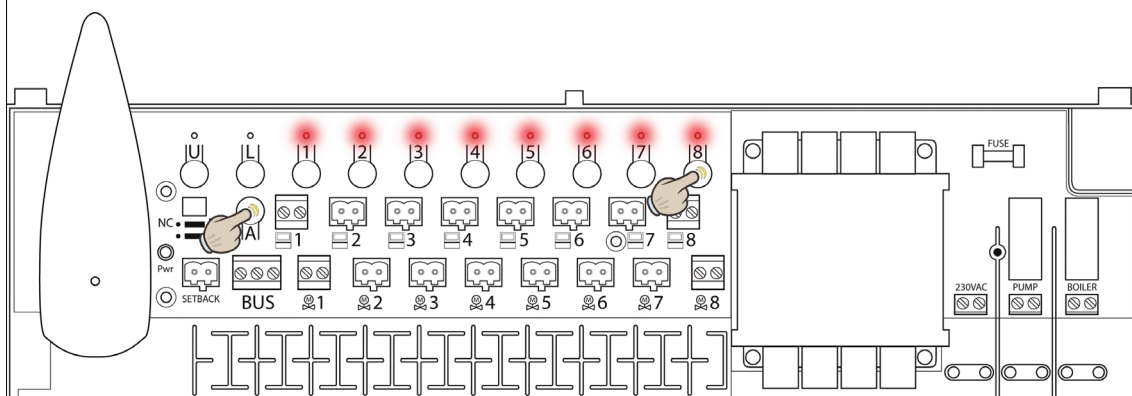 U L 1 2 3 4 5 6 7 8
FUSE
NC
A 1 2 3 4 5 6 7 8
Pwr
SETBACK BUS M 1 M 2 M 3 M 4 M 5 M 6 M 7 M 8
230VAC PUMP BOILER